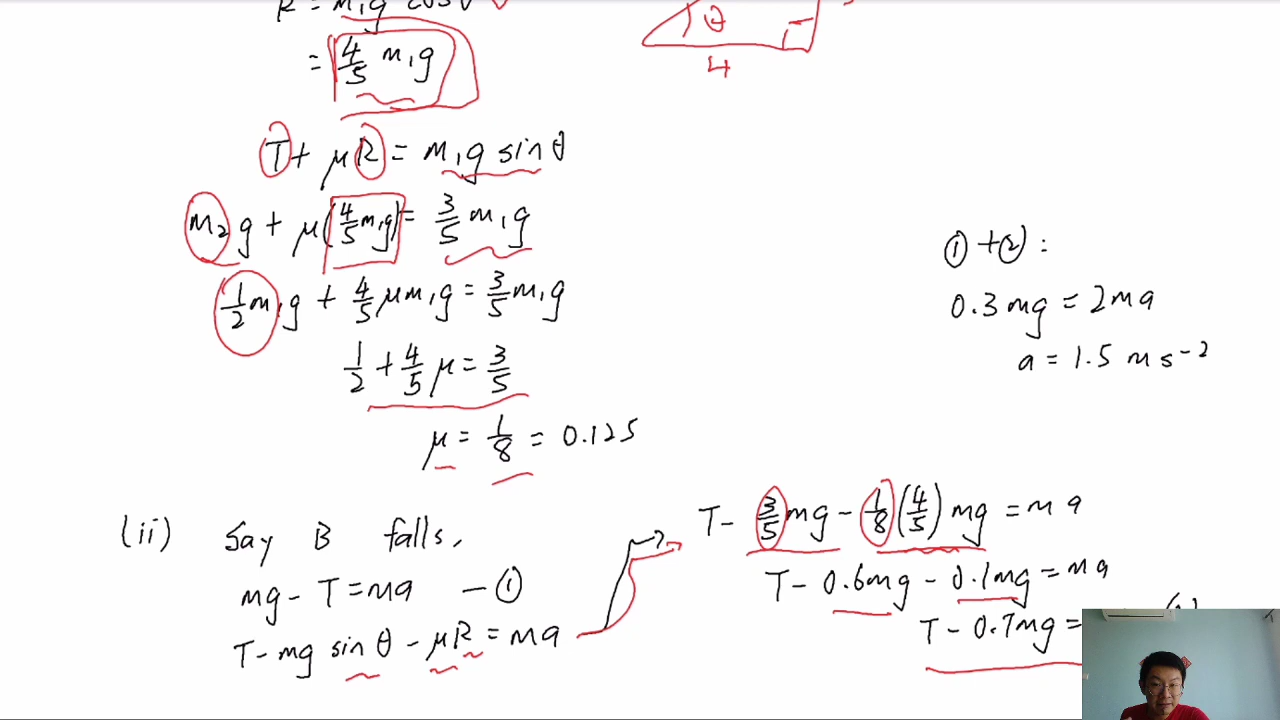 R = m₁g cosθ
= 4/5 m₁g
θ
4
T + μR = m₁g sin θ
m₂g + μ(4/5 m₁g) = 3/5 m₁g
1/2 m₁g + 4/5 μm₁g = 3/5 m₁g
1/2 + 4/5 μ = 3/5
μ = 1/8 = 0.125
① + ② :
0.3mg = 2ma
a = 1.5 m s⁻²
(ii) Say B falls,
mg - T = ma — ①
T - mg sin θ - μR = ma
T - 3/5 mg - 1/8 (4/5) mg = ma
T - 0.6mg - 0.1mg = ma
T - 0.7mg =